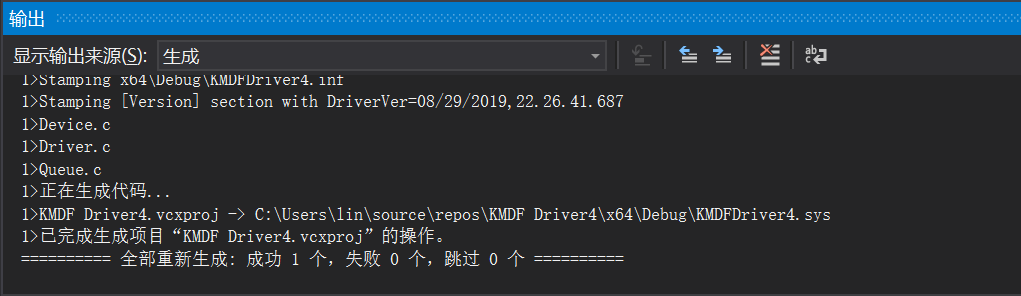 输出
显示输出来源(S): 生成
1>Stamping x64\Debug\KMDFDriver4.inf
1>Stamping [Version] section with DriverVer=08/29/2019,22.26.41.687
1>Device.c
1>Driver.c
1>Queue.c
1>正在生成代码...
1>KMDF Driver4.vcxproj -> C:\Users\lin\source\repos\KMDF Driver4\x64\Debug\KMDFDriver4.sys
1>已完成生成项目“KMDF Driver4.vcxproj”的操作。
========== 全部重新生成: 成功 1 个，失败 0 个，跳过 0 个 ==========